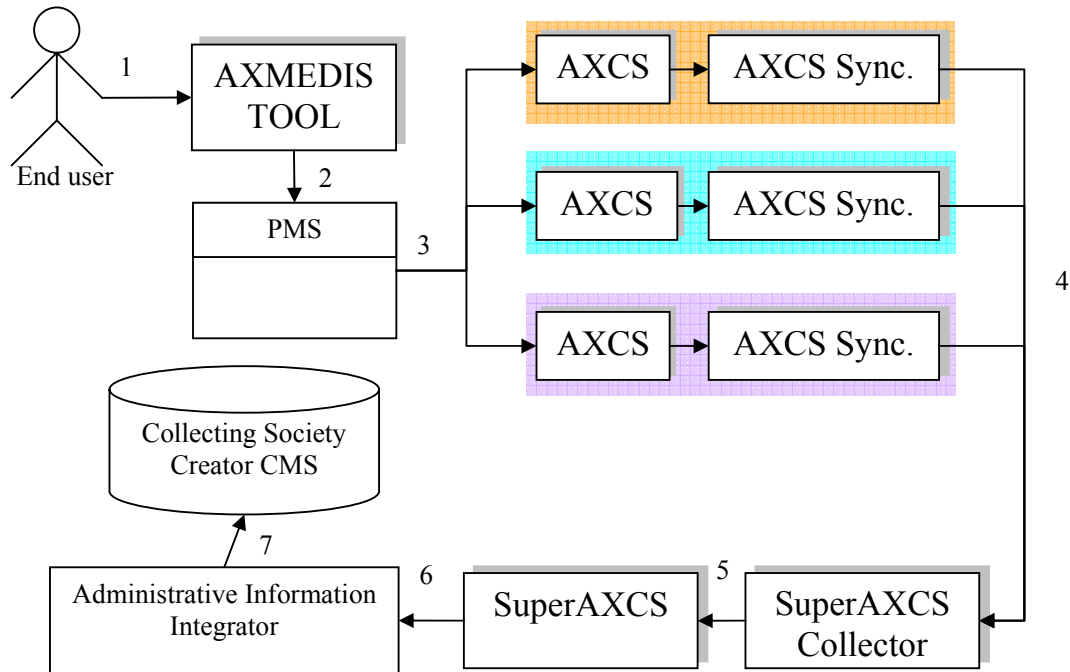 1
AXMEDIS
TOOL
End user
2
PMS
3
AXCS
AXCS Sync.
AXCS
AXCS Sync.
AXCS
AXCS Sync.
4
Collecting Society
Creator CMS
7
Administrative Information
Integrator
6
SuperAXCS
5
SuperAXCS
Collector